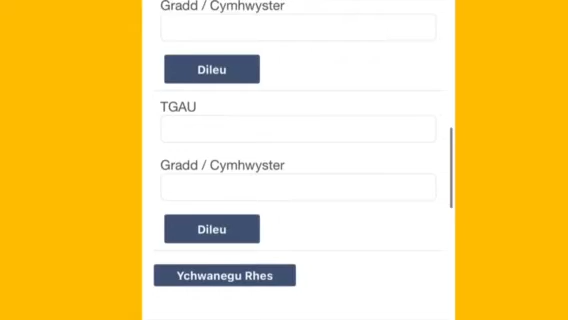 Gradd / Cymhwyster
Dileu
TGAU
Gradd / Cymhwyster
Dileu
Ychwanegu Rhes